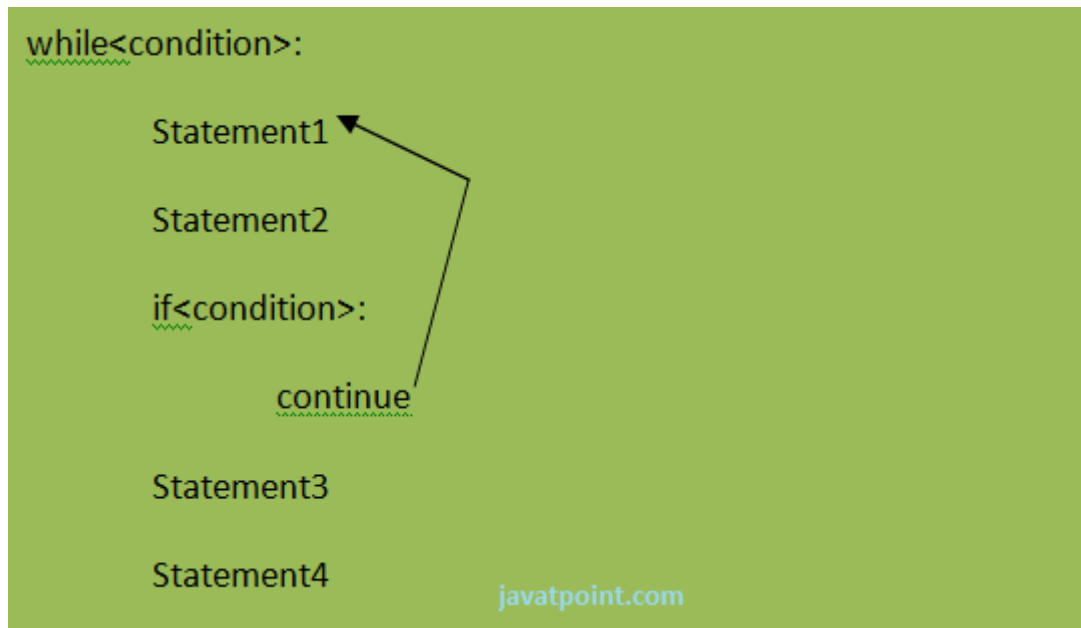 while<condition>:
Statement1
Statement2
if<condition>:
continue
Statement3
Statement4
javatpoint.com